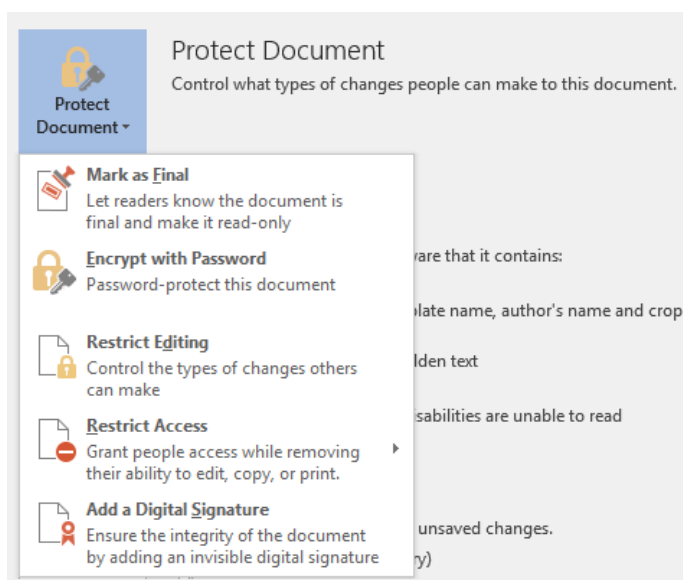 Protect Document
Control what types of changes people can make to this document.
Protect
Document
Mark as Final
Let readers know the document is
final and make it read-only
Encrypt with Password
Password-protect this document
Restrict Editing
Control the types of changes others
can make
Restrict Access
Grant people access while removing
their ability to edit, copy, or print.
Add a Digital Signature
Ensure the integrity of the document
by adding an invisible digital signature
ware that it contains:
plate name, author's name and crop
dden text
isabilities are unable to read
unsaved changes.
ry)